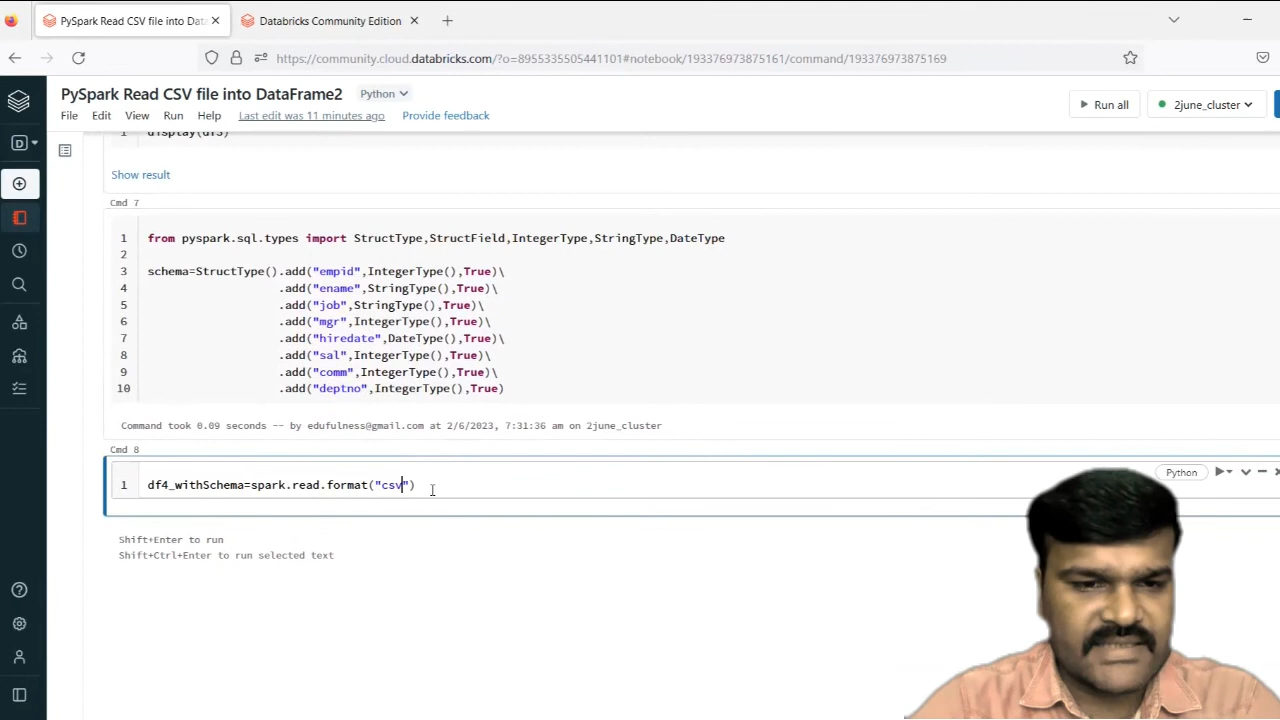 PySpark Read CSV file into Data
Databricks Community Edition
https://community.cloud.databricks.com/?o=8955335505441101#notebook/193376973875161/command/193376973875169
PySpark Read CSV file into DataFrame2 Python
File Edit View Run Help Last edit was 11 minutes ago Provide feedback
Run all
2june_cluster
D
1 display(df3)
Show result
Cmd 7
1 from pyspark.sql.types import StructType,StructField,IntegerType,StringType,DateType
2
3 schema=StructType().add("empid",IntegerType(),True)\
4 .add("ename",StringType(),True)\
5 .add("job",StringType(),True)\
6 .add("mgr",IntegerType(),True)\
7 .add("hiredate",DateType(),True)\
8 .add("sal",IntegerType(),True)\
9 .add("comm",IntegerType(),True)\
10 .add("deptno",IntegerType(),True)
Command took 0.09 seconds -- by edufulness@gmail.com at 2/6/2023, 7:31:36 am on 2june_cluster
Cmd 8
Python
1 df4_withSchema=spark.read.format("csv")
Shift+Enter to run
Shift+Ctrl+Enter to run selected text